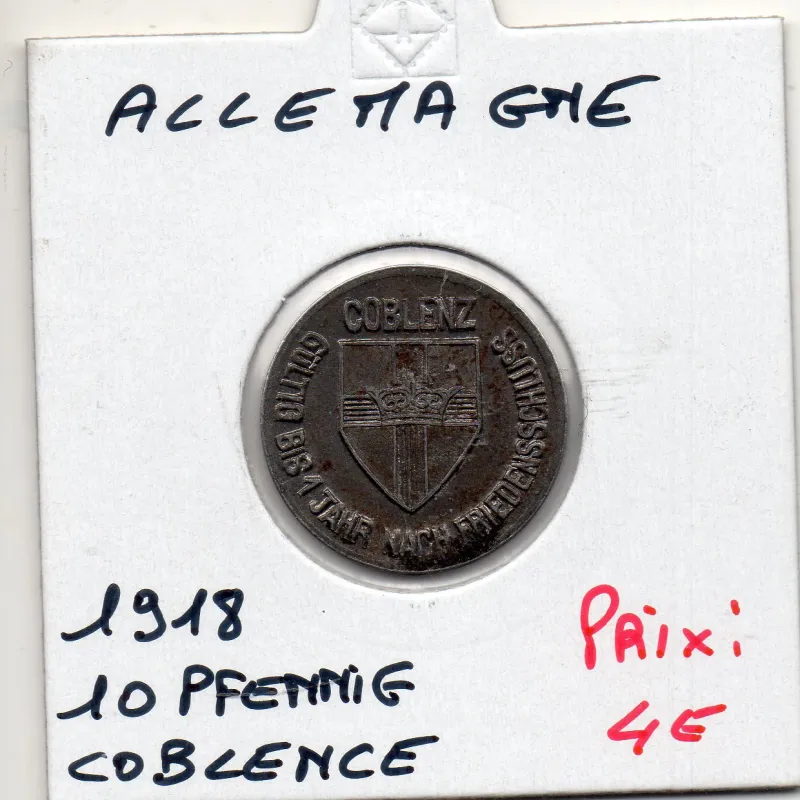 ALLEMAGNE
COBLENZ
GÜLTIG BIS 1 JAHR NACH FRIEDENSSCHLUSS
1918
10 PFENNIG
COBLENCE
PRIX:
4E